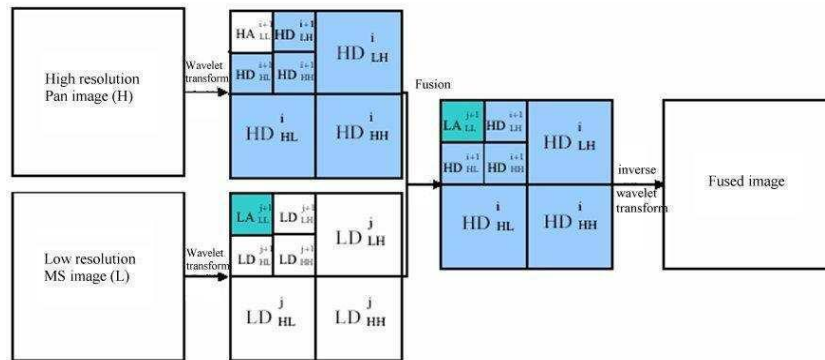 High resolution
Pan image (H)
Wavelet
transform
HA i+1 LL
HD i+1 LH
HD i LH
HD i+1 HL
HD i+1 HH
HD i HL
HD i HH
Low resolution
MS image (L)
Wavelet
transform
LA j+1 LL
LD j+1 LH
LD j LH
LD j+1 HL
LD j+1 HH
LD j HL
LD j HH
Fusion
LA j+1 LL
HD i+1 LH
HD i LH
HD i+1 HL
HD i+1 HH
HD i HL
HD i HH
inverse
wavelet
transform
Fused image